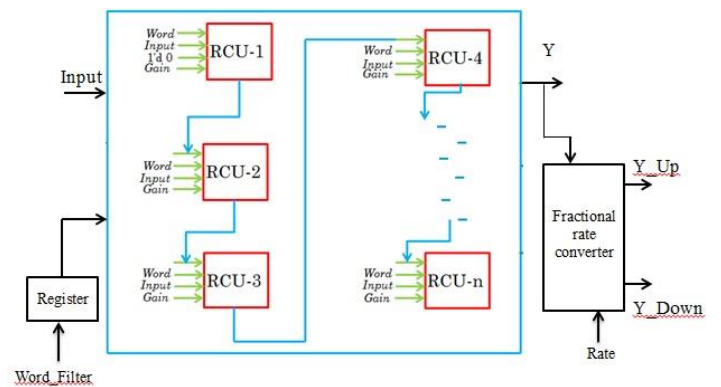 Input
Word
Input
1'd 0
Gain
RCU-1
Word
Input
Gain
RCU-2
Word
Input
Gain
RCU-3
Word
Input
Gain
RCU-4
Word
Input
Gain
RCU-n
Register
Word_Filter
Y
Fractional
rate
converter
Y_Up
Y_Down
Rate